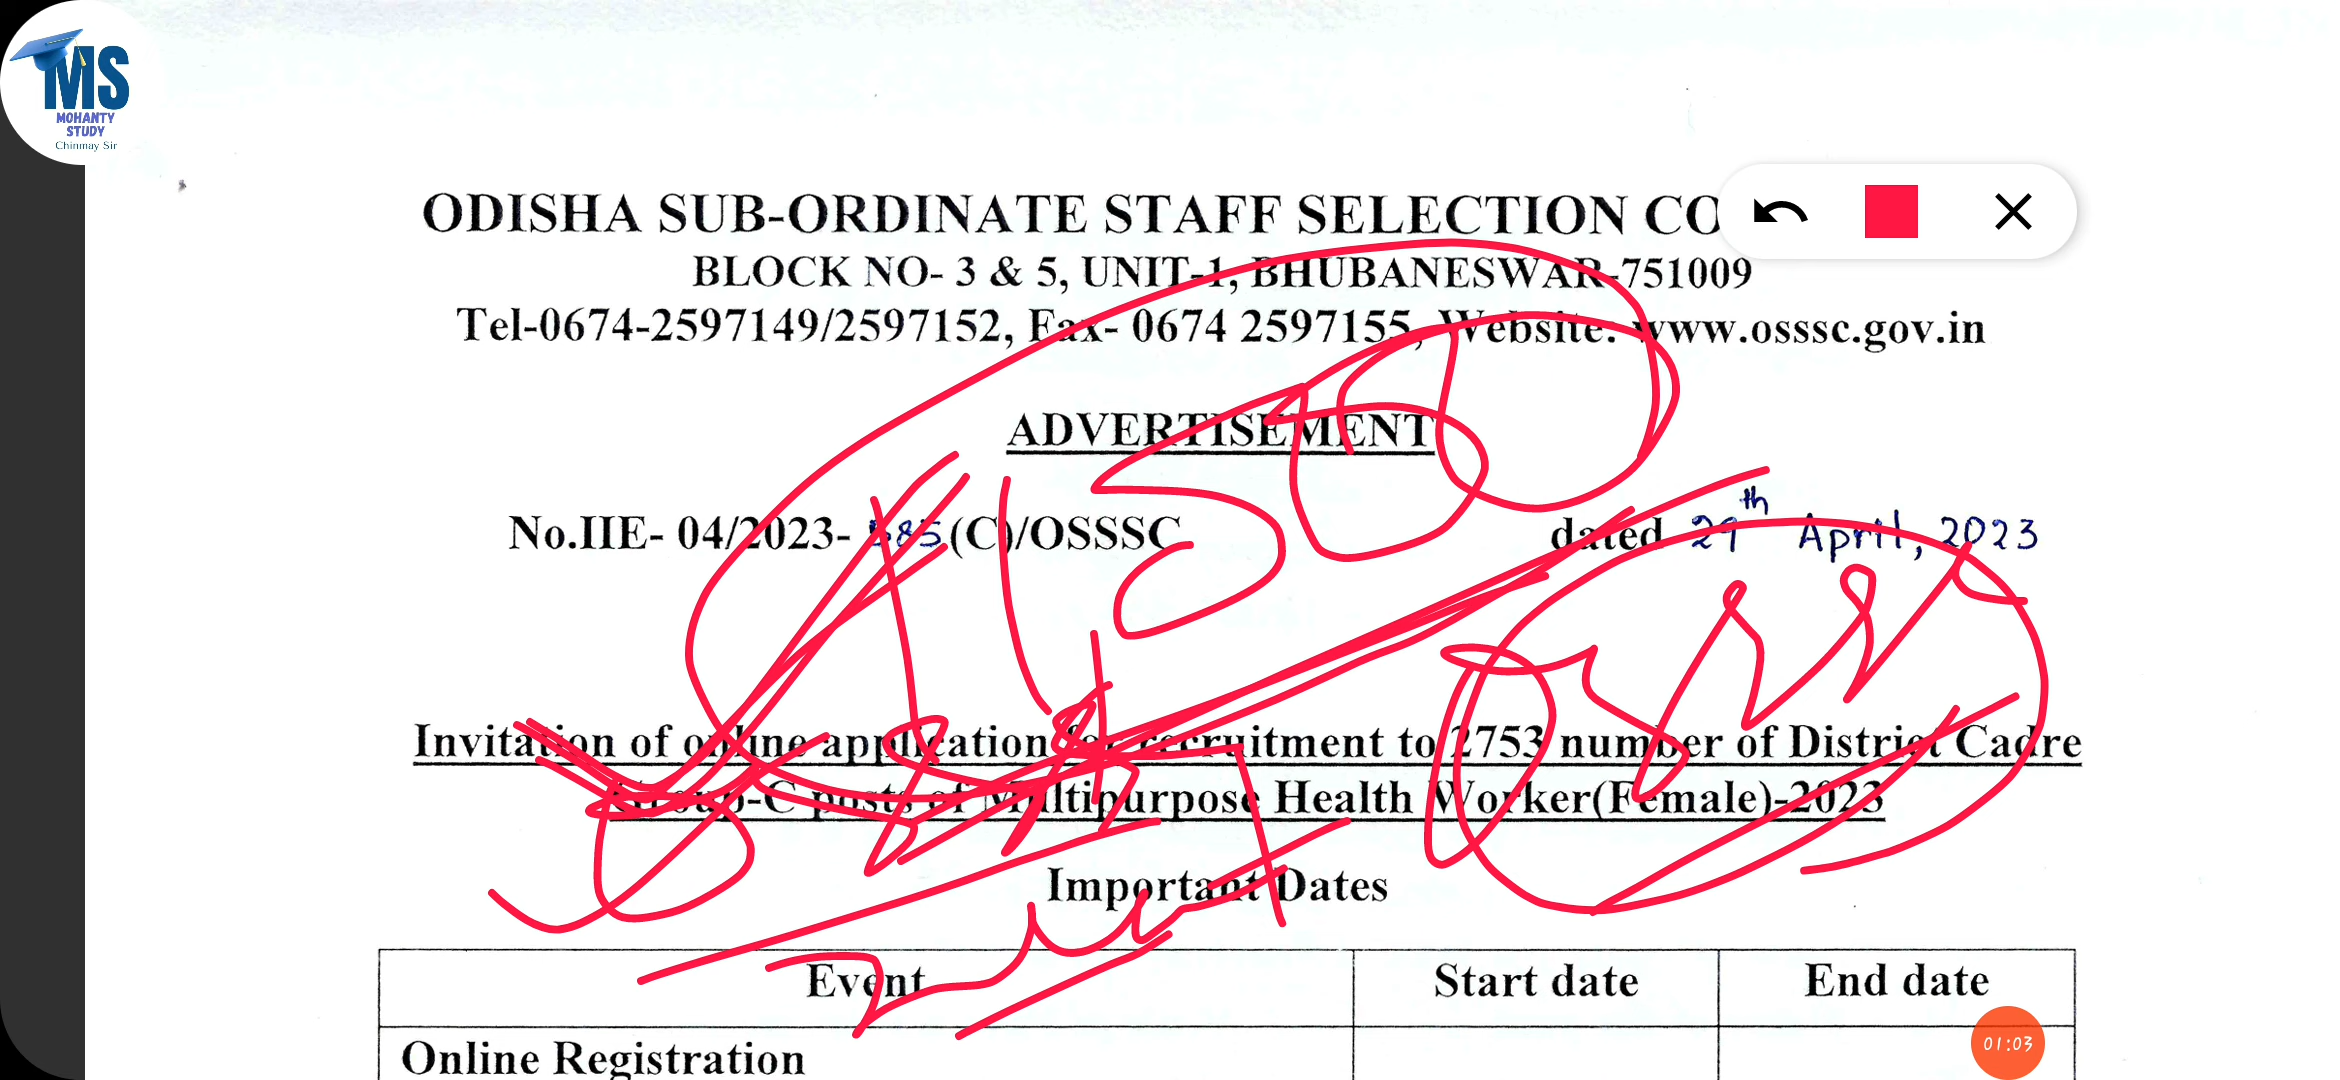 MS
MOHANTY
STUDY
Chinmay Sir
ODISHA SUB-ORDINATE STAFF SELECTION CO
BLOCK NO- 3 & 5, UNIT-1, BHUBANESWAR-751009
Tel-0674-2597149/2597152, Fax- 0674 2597155, Website: www.osssc.gov.in
ADVERTISEMENT
No.IIE- 04/2023- (C)/OSSSC dated 29th April, 2023
Invitation of online application for recruitment to 2753 number of District Cadre
Group-C posts of Multipurpose Health Worker(Female)-2023
Important Dates
Event Start date End date
Online Registration
01:03